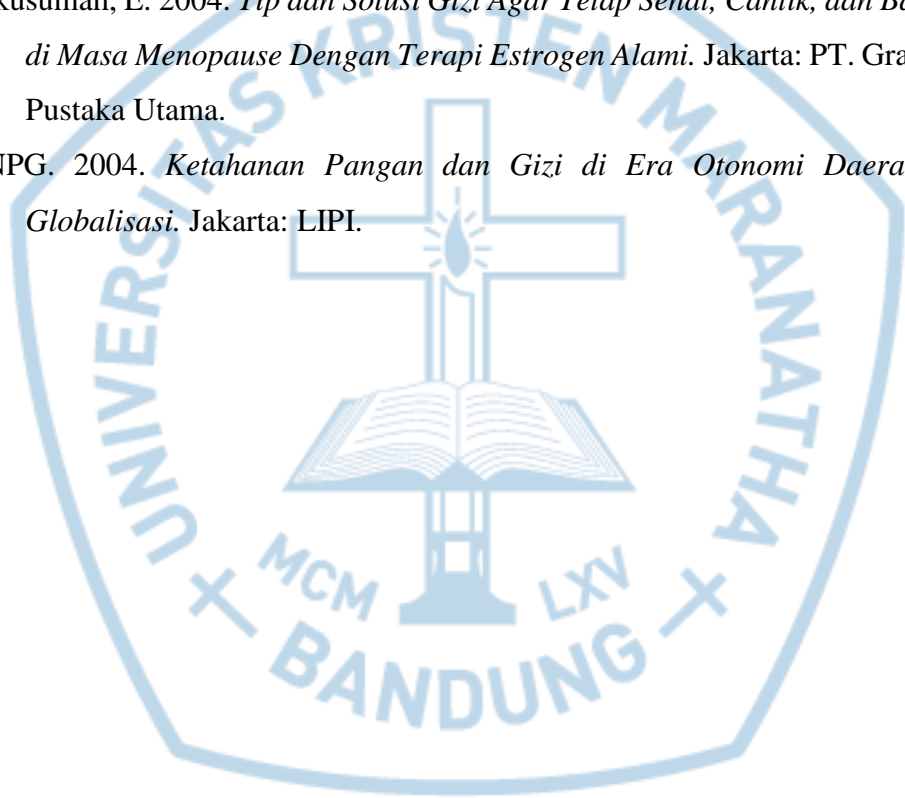 E. 2004. Tip dan Solusi Gizi Agar Tetap Sehat, Cantik, dan Ba
di Masa Menopause Dengan Terapi Estrogen Alami. Jakarta: PT. Gra
Pustaka Utama.
NPG. 2004. Ketahanan Pangan dan Gizi di Era Otonomi Daera
Globalisasi. Jakarta: LIPI.
UNIVERSITAS KRISTEN MARANATHA
MCM LXV
BANDUNG